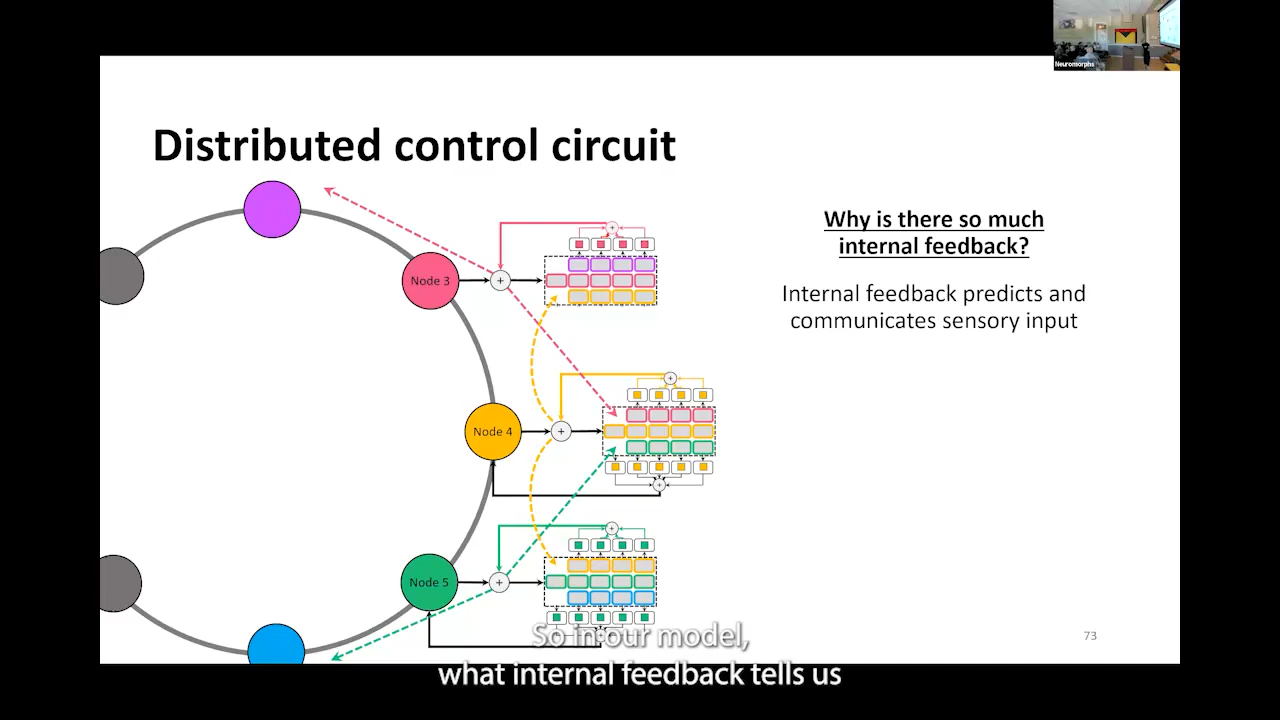 Neuromorphs
Distributed control circuit
Why is there so much
internal feedback?
Internal feedback predicts and
communicates sensory input
Node 3
+
+
Node 4
+
+
+
Node 5
+
+
73
So in our model,
what internal feedback tells us